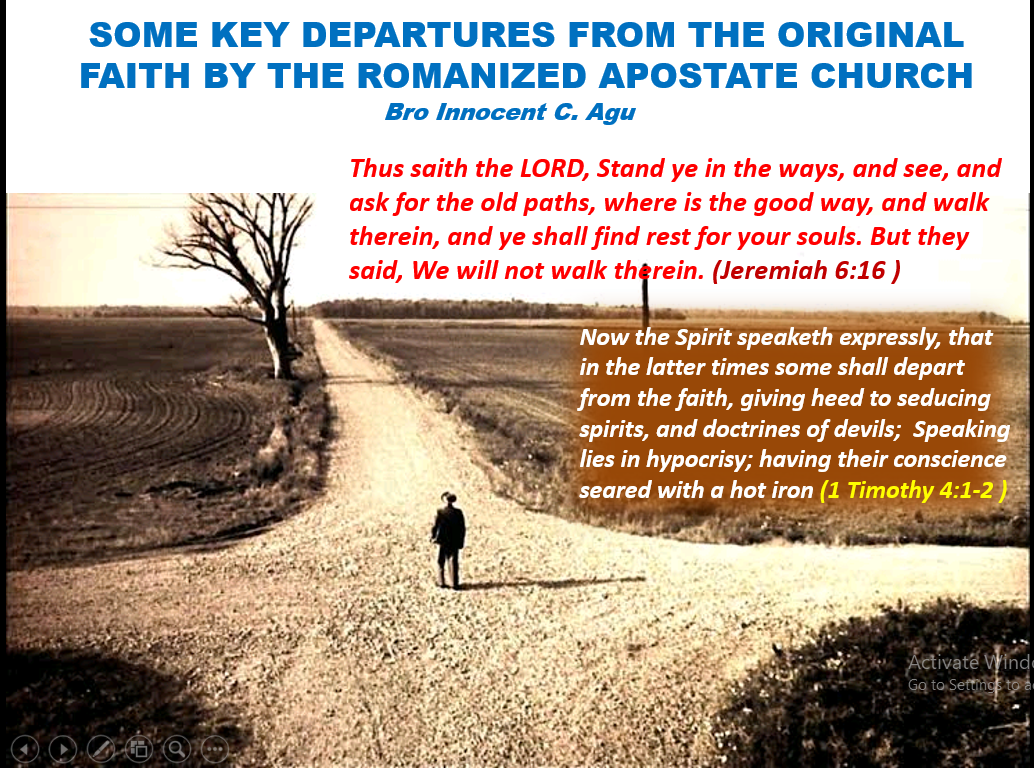 SOME KEY DEPARTURES FROM THE ORIGINAL
FAITH BY THE ROMANIZED APOSTATE CHURCH
Bro Innocent C. Agu
Thus saith the LORD, Stand ye in the ways, and see, and
ask for the old paths, where is the good way, and walk
therein, and ye shall find rest for your souls. But they
said, We will not walk therein. (Jeremiah 6:16 )
Now the Spirit speaketh expressly, that
in the latter times some shall depart
from the faith, giving heed to seducing
spirits, and doctrines of devils;  Speaking
lies in hypocrisy; having their conscience
seared with a hot iron (1 Timothy 4:1-2 )
Activate Wind
Go to Settings to a